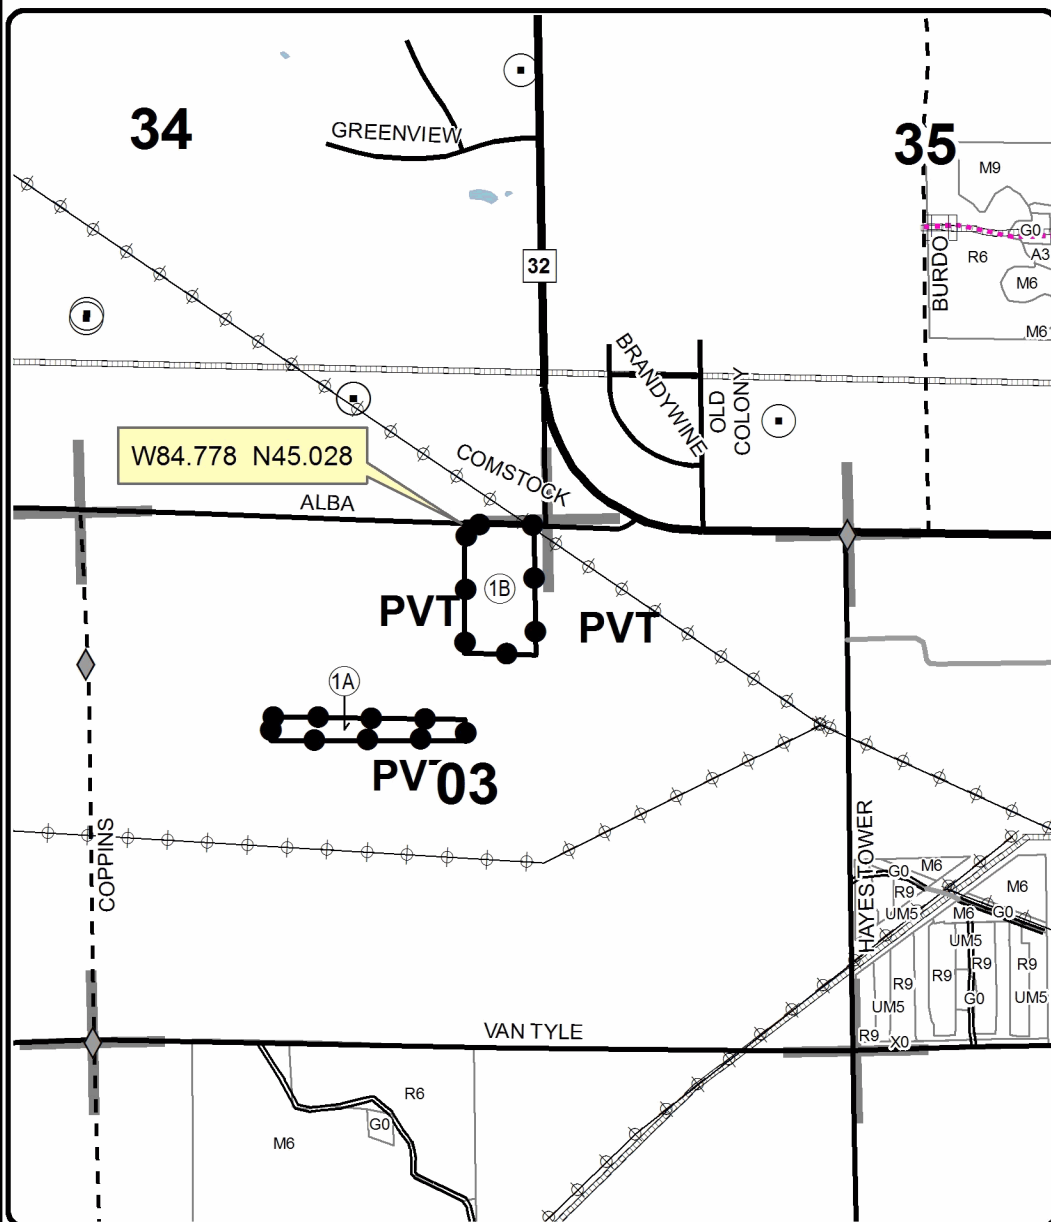 34
35
GREENVIEW
M9
G0
A3
R6
M6
M61
BURDO
32
BRANDYWINE
OLD
COLONY
W84.778 N45.028
COMSTOCK
ALBA
1B
PVT
PVT
1A
PVT
03
COPPINS
HAYES TOWER
M6
G0
M6
R9
UM5
M6
G0
UM5
R9
R9
R9
R9
G0
UM5
UM5
R9
X0
VAN TYLE
R6
G0
M6